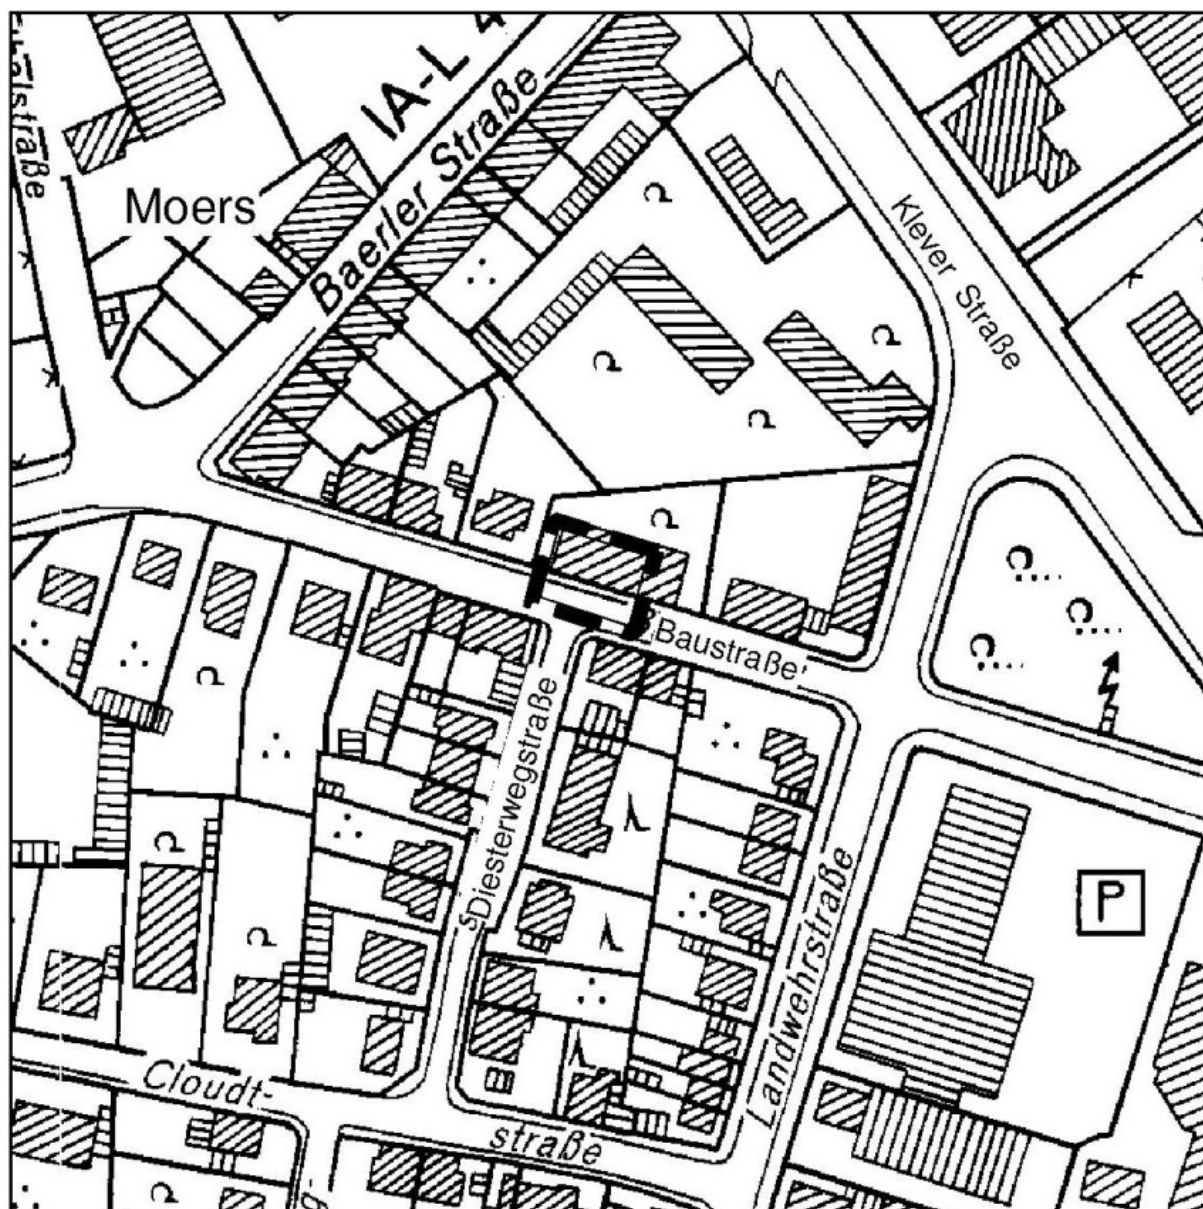 IA-L 4
Baerler Straße
Moers
Klever Straße
Baustraße
Diesterwegstraße
Landwehrstraße
P
Cloudt-
straße